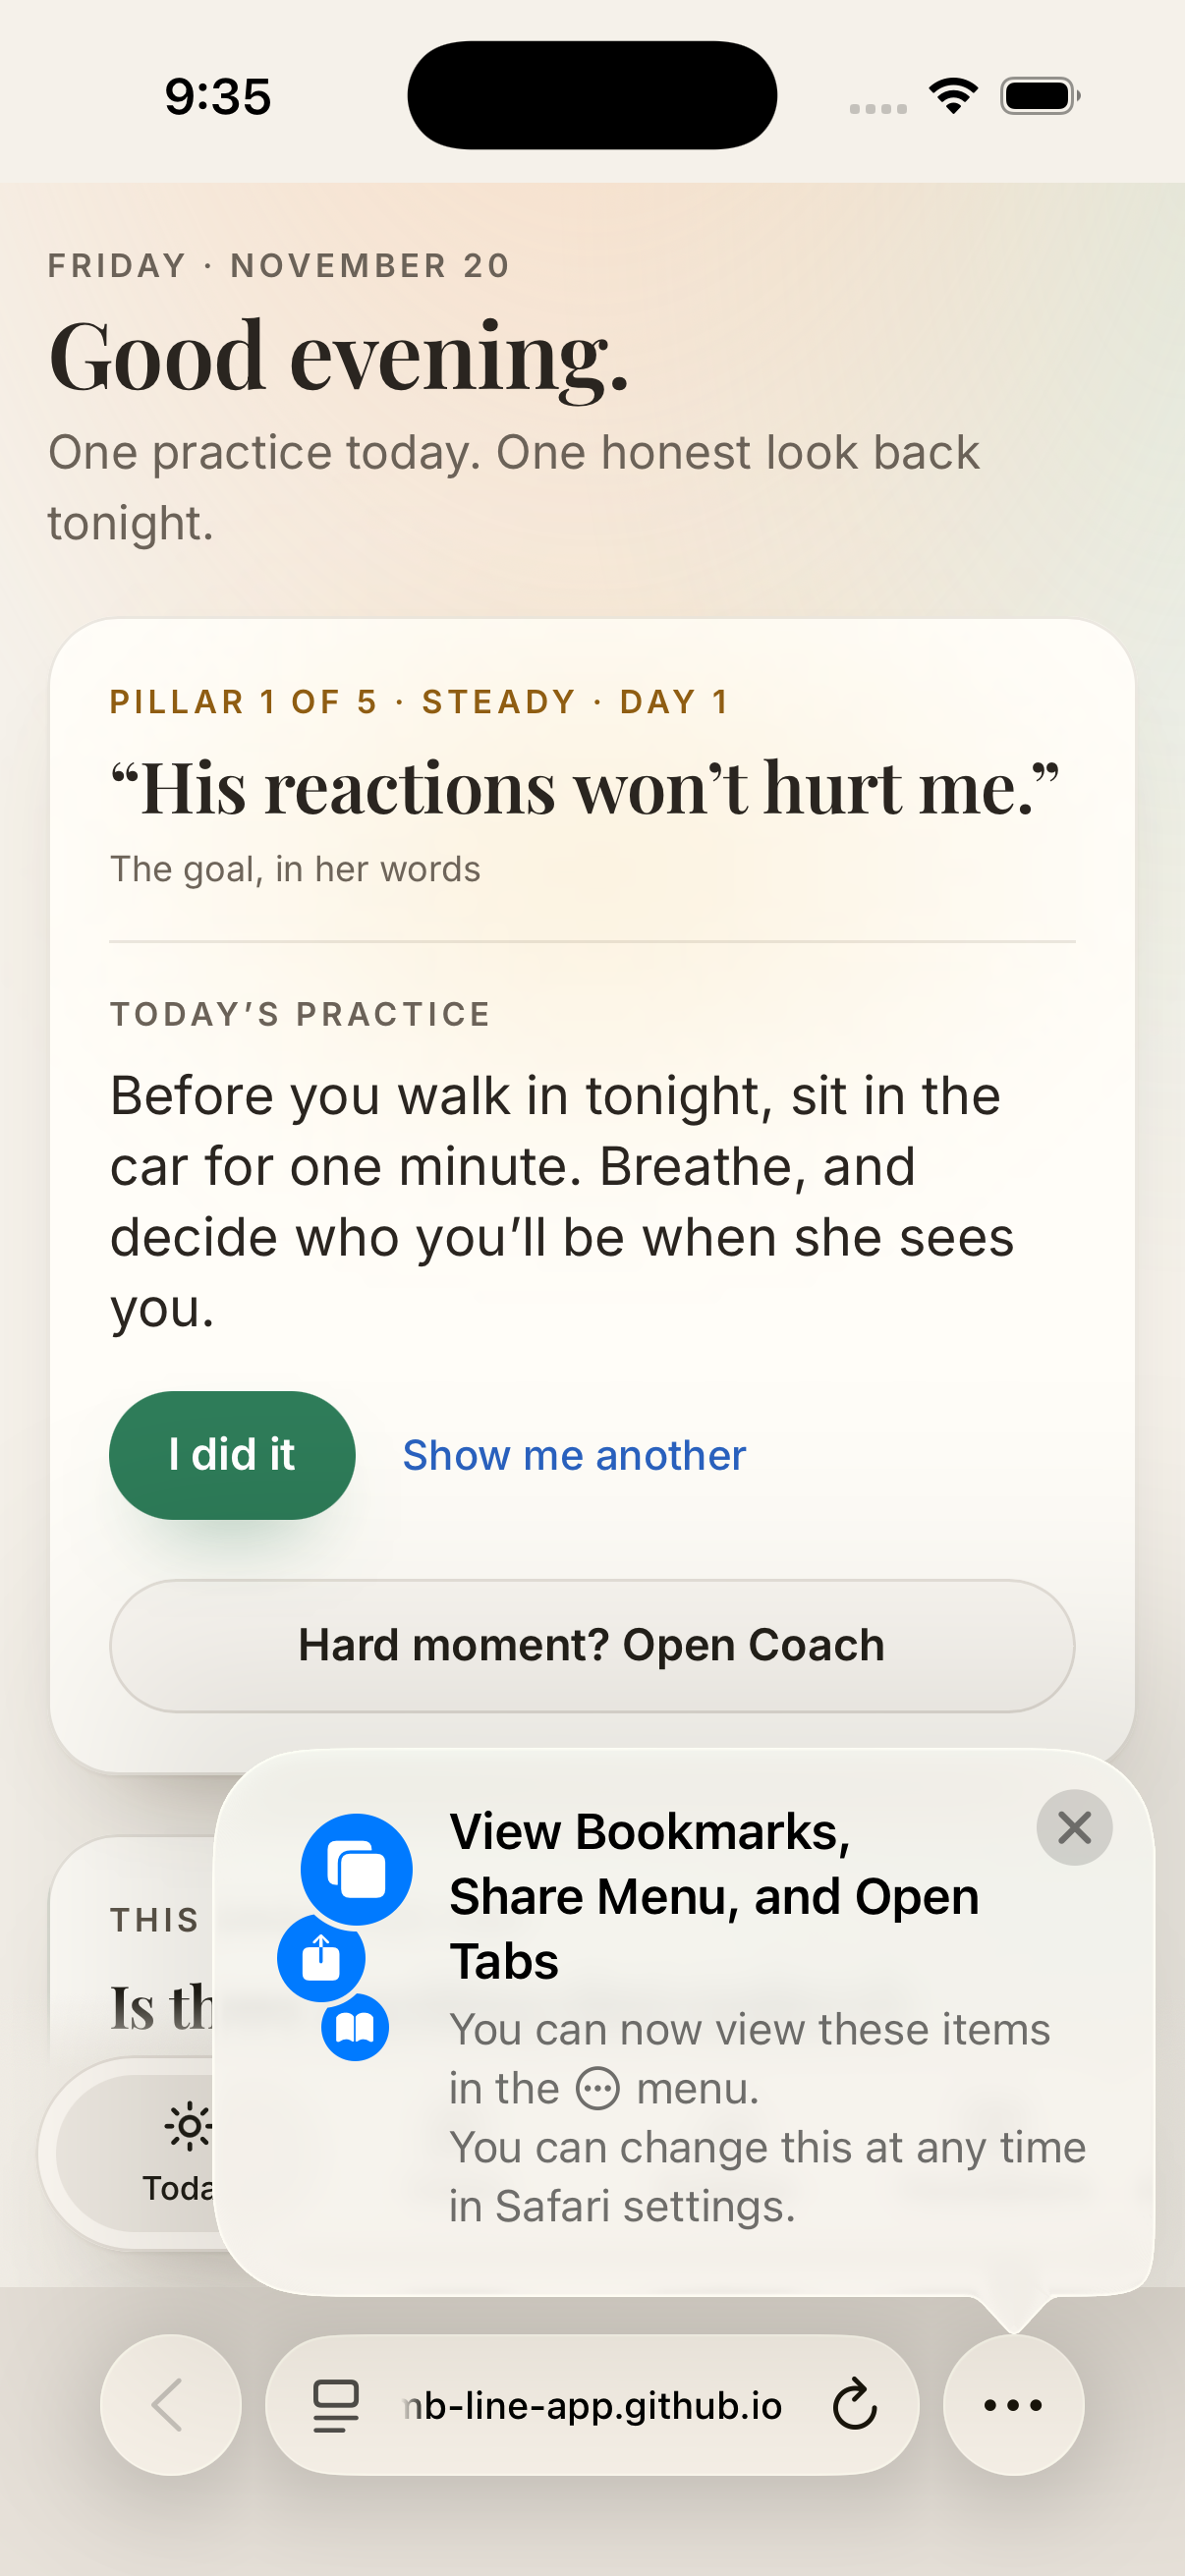 9:35
FRIDAY · NOVEMBER 20
Good evening.
One practice today. One honest look back
tonight.
PILLAR 1 OF 5 · STEADY · DAY 1
“His reactions won’t hurt me.”
The goal, in her words
TODAY’S PRACTICE
Before you walk in tonight, sit in the
car for one minute. Breathe, and
decide who you’ll be when she sees
you.
I did it
Show me another
Hard moment? Open Coach
THIS
Is th
View Bookmarks,
Share Menu, and Open
Tabs
You can now view these items
in the menu.
You can change this at any time
in Safari settings.
Toda
mb-line-app.github.io